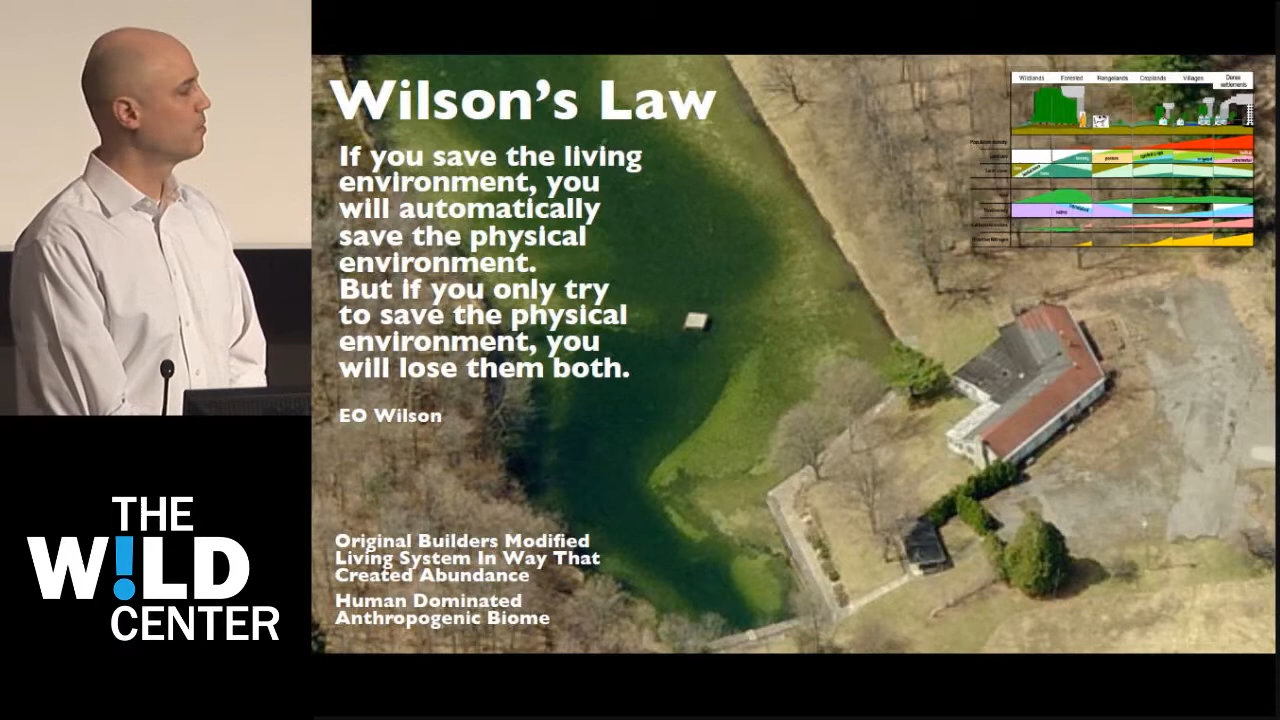 Wilson's Law
If you save the living
environment, you
will automatically
save the physical
environment.
But if you only try
to save the physical
environment, you
will lose them both.
EO Wilson
Original Builders Modified
Living System In Way That
Created Abundance
Human Dominated
Anthropogenic Biome
Wildlands Forested Rangelands Croplands Villages Dense
settlements
Population density
THE
W!LD
CENTER